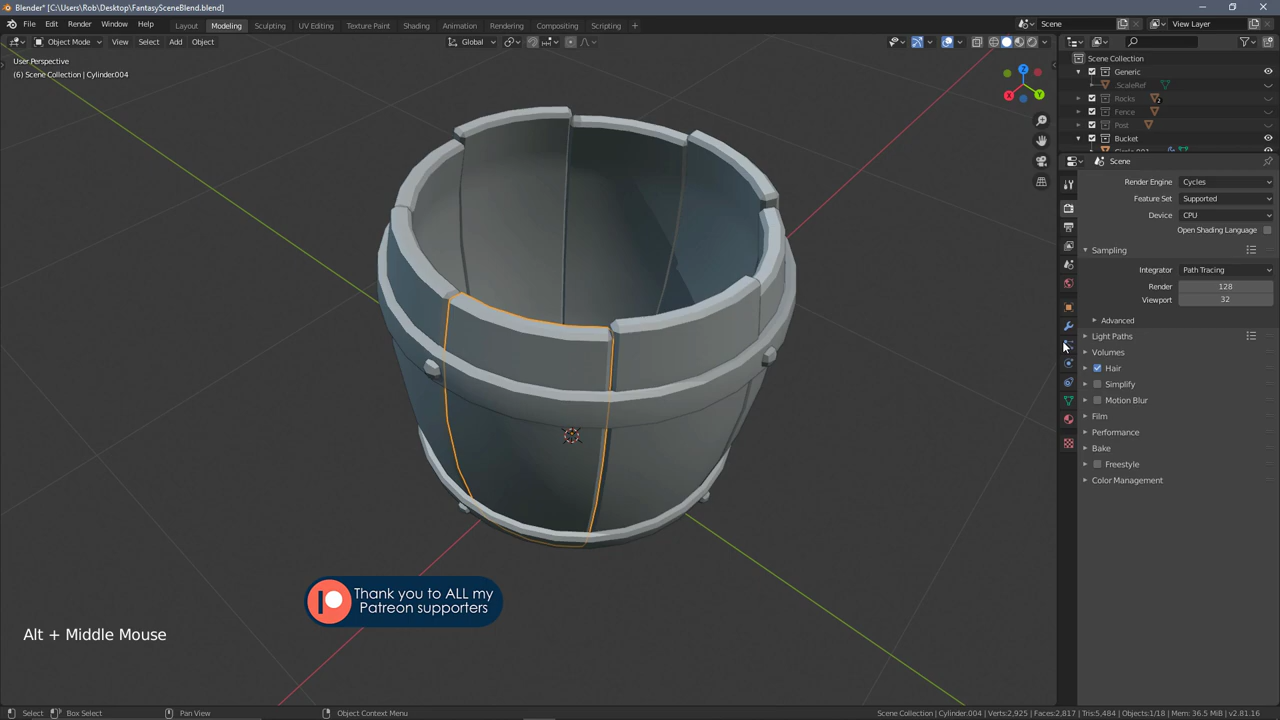 Blender* [C:\Users\Rob\Desktop\FantasySceneBlend.blend]
File Edit Render Window Help Layout Modeling Sculpting UV Editing Texture Paint Shading Animation Rendering Compositing Scripting + Scene View Layer
Object Mode View Select Add Object Global
User Perspective
(6) Scene Collection | Cylinder.004
Z
X
Y
Scene Collection
Generic
ScaleRef
Rocks
2
Fence
Post
Bucket
Scene
Render Engine Cycles
Feature Set Supported
Device CPU
Open Shading Language
Sampling
Integrator Path Tracing
Render 128
Viewport 32
Advanced
Light Paths
Volumes
Hair
Simplify
Motion Blur
Film
Performance
Bake
Freestyle
Color Management
Thank you to ALL my
Patreon supporters
Alt + Middle Mouse
Select Box Select Pan View Object Context Menu Scene Collection | Cylinder.004 | Verts:2,925 | Faces:2,817 | Tris:5,484 | Objects:1/18 | Mem: 36.5 MiB | v2.81.16